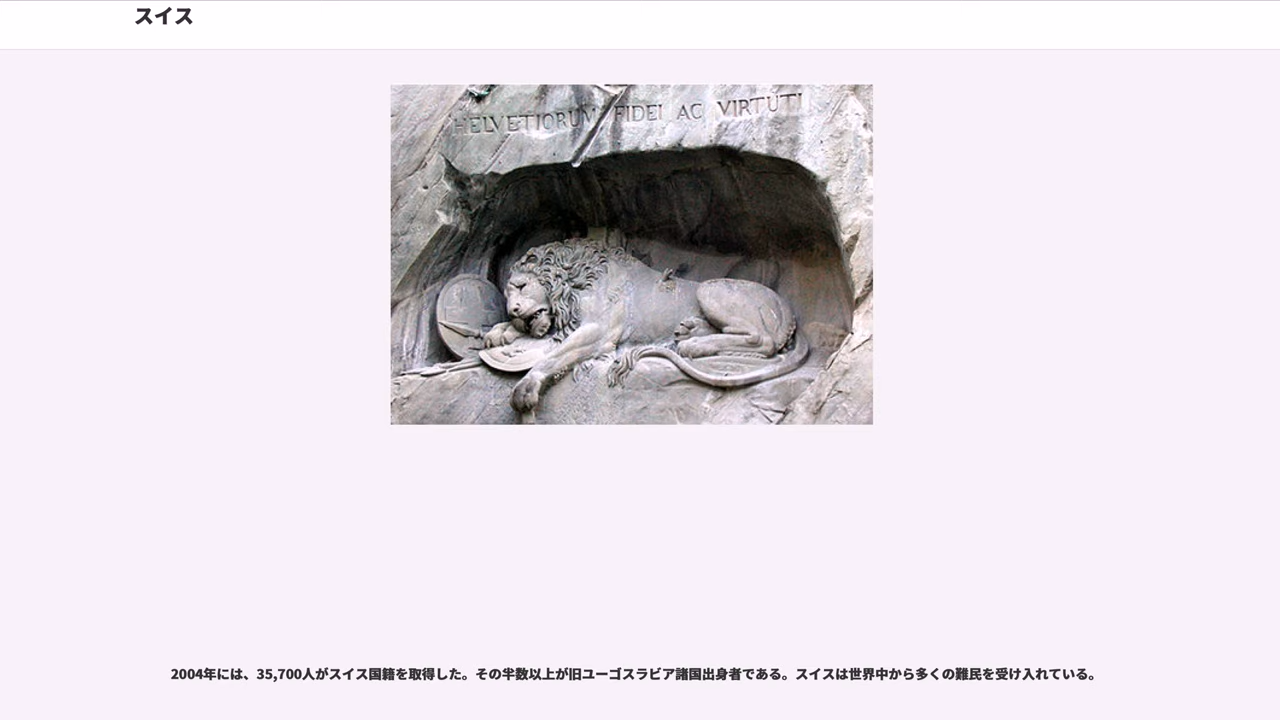 スイス
HELVETIORUM FIDEI AC VIRTUTI
2004年には、35,700人がスイス国籍を取得した。その半数以上が旧ユーゴスラビア諸国出身者である。スイスは世界中から多くの難民を受け入れている。